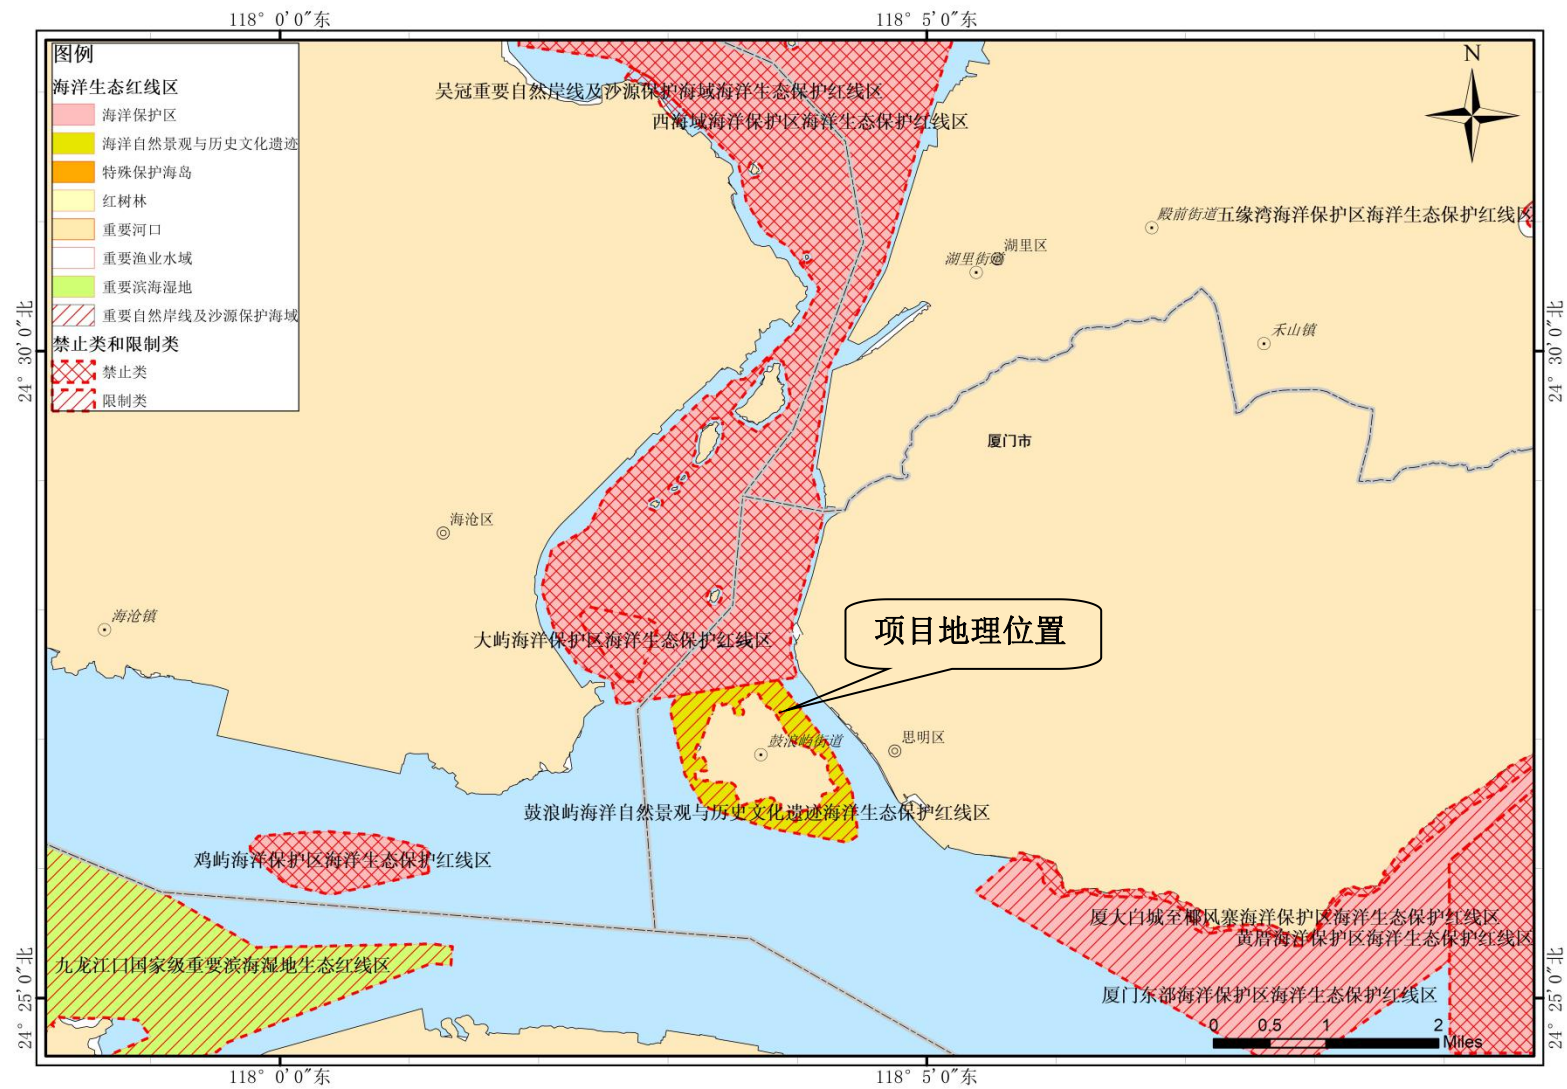 118° 0′0″东
118° 5′0″东
图例
海洋生态红线区
海洋保护区
海洋自然景观与历史文化遗迹
特殊保护海岛
红树林
重要河口
重要渔业水域
重要滨海湿地
重要自然岸线及沙源保护海域
禁止类和限制类
禁止类
限制类
N
吴冠重要自然岸线及沙源保护海域海洋生态保护红线区
西海域海洋保护区海洋生态保护红线区
殿前街道
五缘湾海洋保护区海洋生态保护红线区
湖里区
湖里街道
24° 30′0″北
24° 30′0″北
禾山镇
厦门市
海沧区
海沧镇
大屿海洋保护区海洋生态保护红线区
项目地理位置
鼓浪屿街道
思明区
鼓浪屿海洋自然景观与历史文化遗迹海洋生态保护红线区
鸡屿海洋保护区海洋生态保护红线区
厦大白城至椰风寨海洋保护区海洋生态保护红线区
黄厝海洋保护区海洋生态保护红线区
九龙江口国家级重要滨海湿地生态红线区
厦门东部海洋保护区海洋生态保护红线区
24° 25′0″北
24° 25′0″北
0 0.5 1 2
Miles
118° 0′0″东
118° 5′0″东